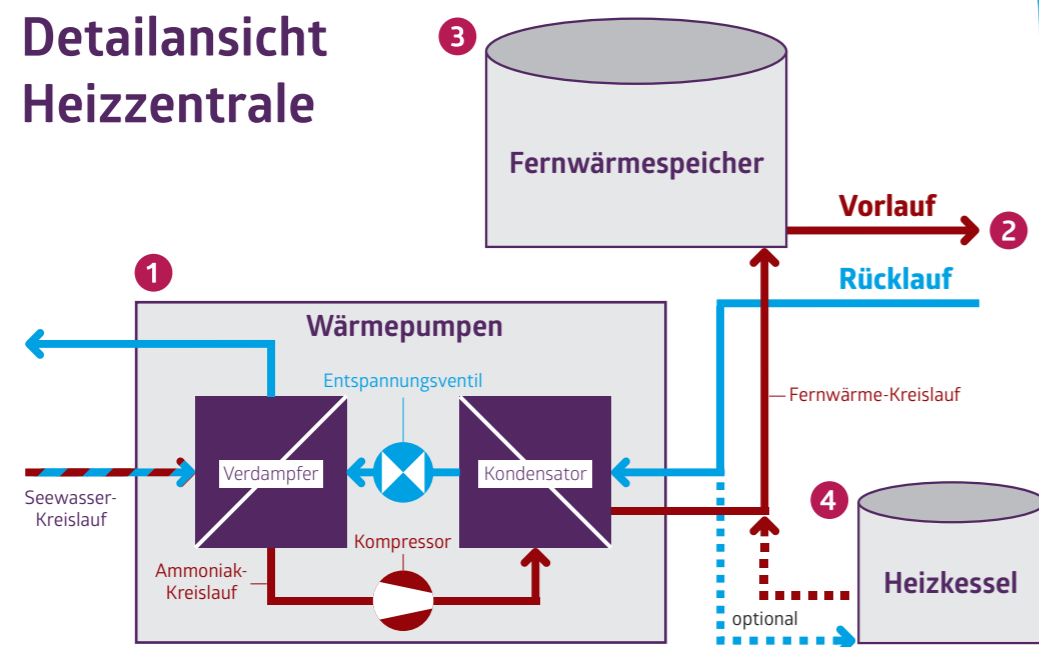 Detailansicht
Heizzentrale
3
Fernwärmespeicher
Vorlauf
2
Rücklauf
1
Wärmepumpen
Entspannungsventil
Fernwärme-Kreislauf
Verdampfer
Kondensator
Seewasser-
Kreislauf
4
Kompressor
Ammoniak-
Kreislauf
Heizkessel
optional